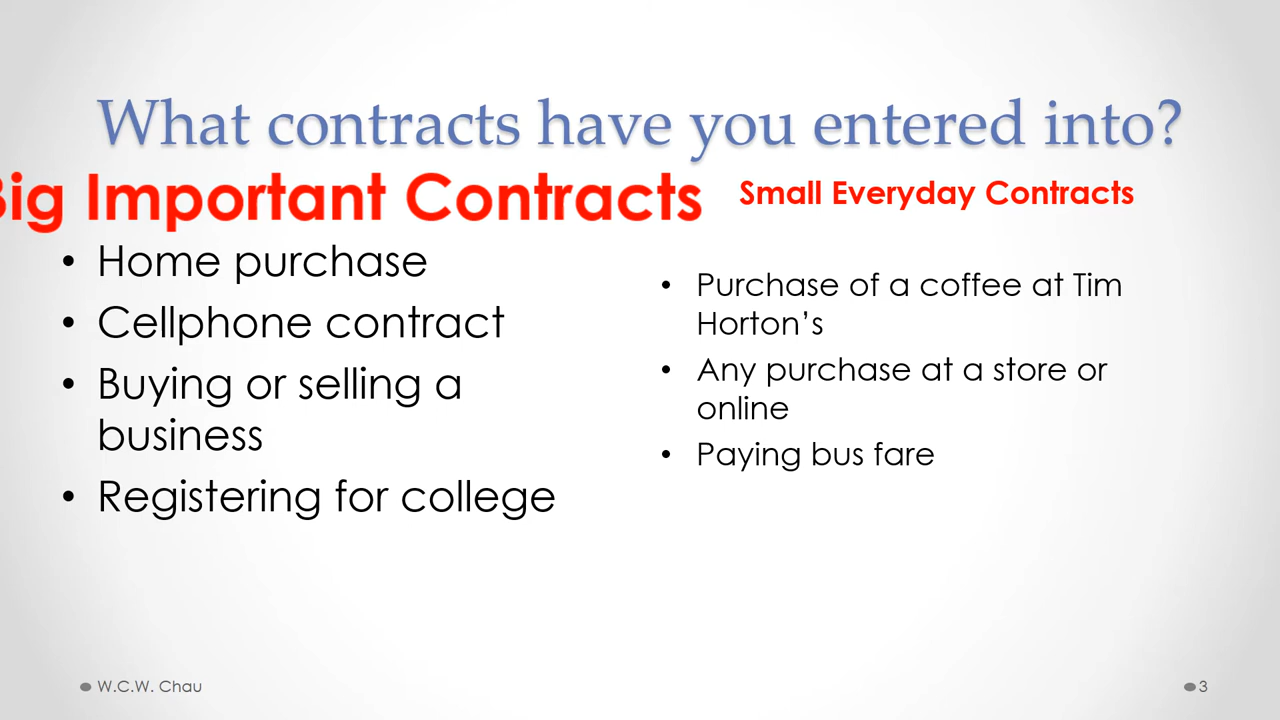 What contracts have you entered into?
Big Important Contracts
• Home purchase
• Cellphone contract
• Buying or selling a
business
• Registering for college
Small Everyday Contracts
• Purchase of a coffee at Tim
Horton’s
• Any purchase at a store or
online
• Paying bus fare
W.C.W. Chau
3